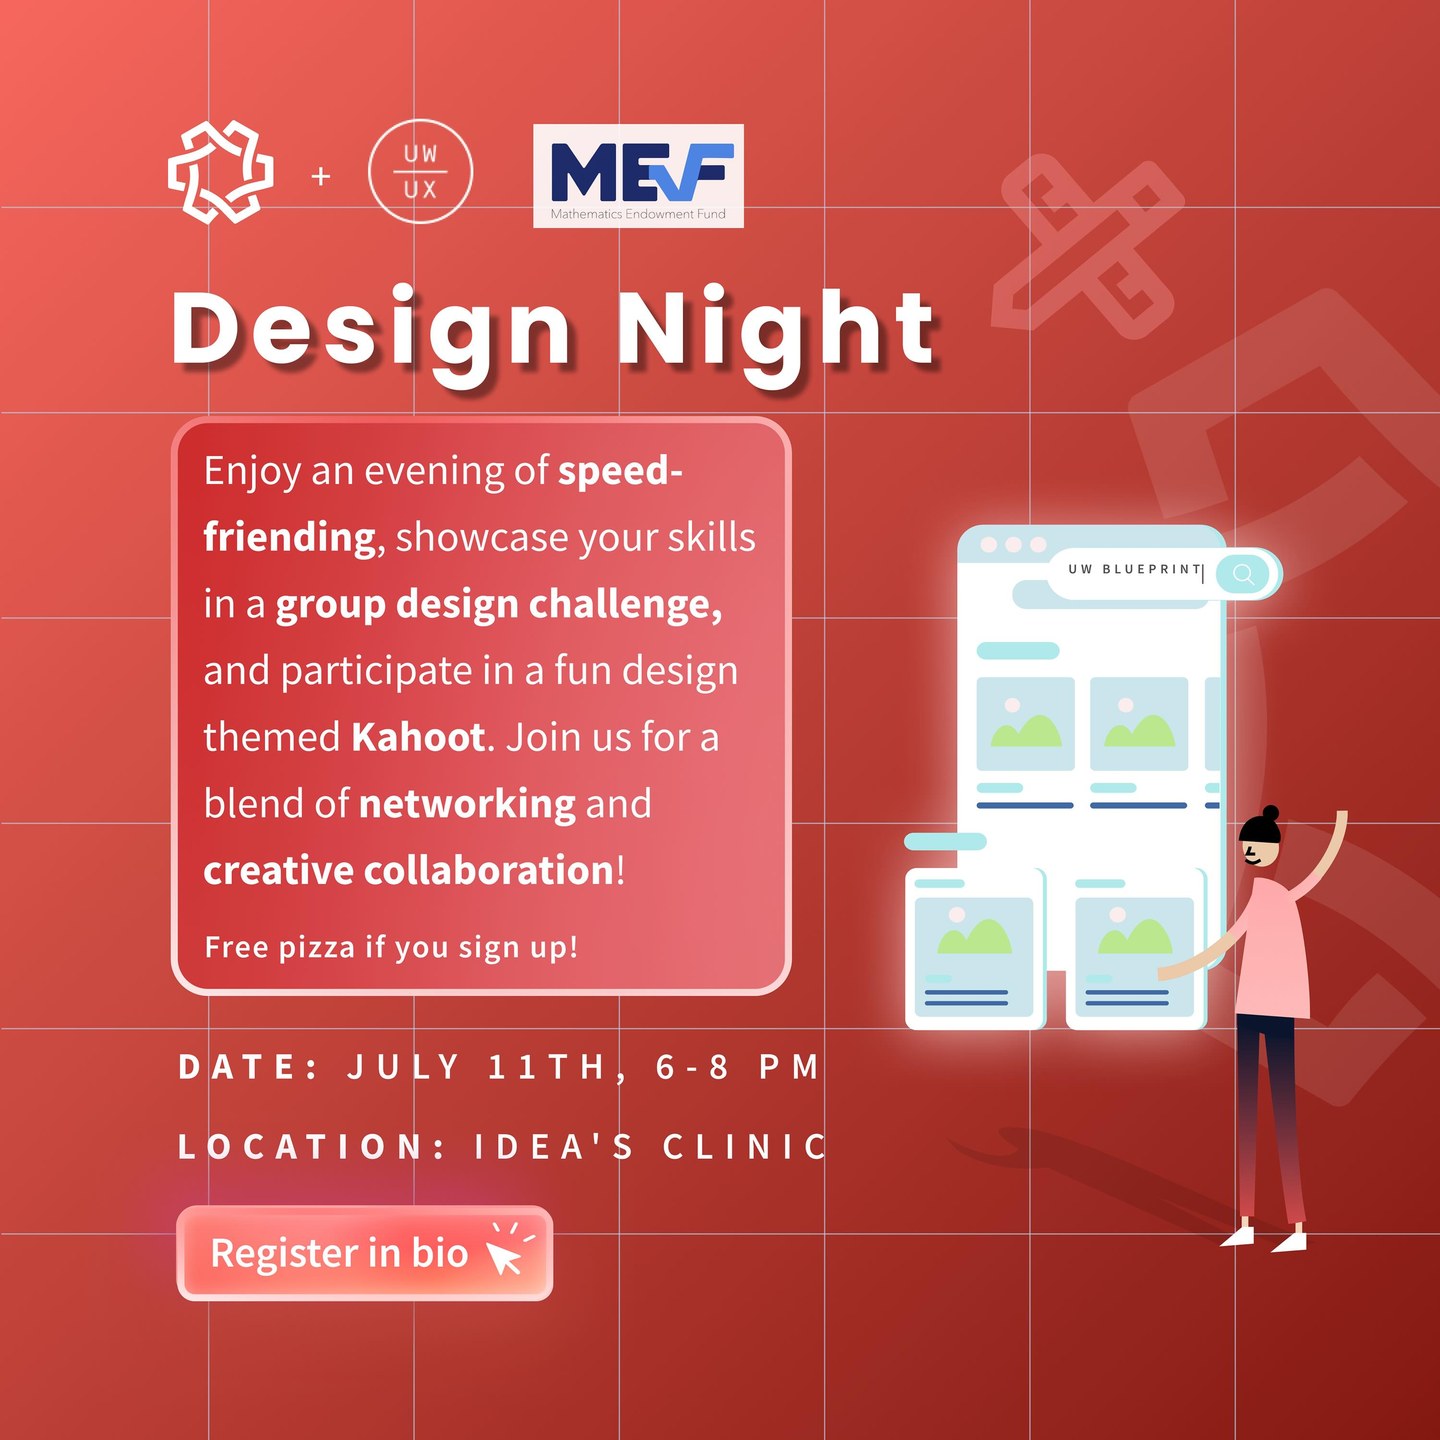 +
UW
UX
MEF
Mathematics Endowment Fund
Design Night
Enjoy an evening of speed-
friending, showcase your skills
in a group design challenge,
and participate in a fun design
themed Kahoot. Join us for a
blend of networking and
creative collaboration!
Free pizza if you sign up!
UW BLUEPRINT
DATE: JULY 11TH, 6-8 PM
LOCATION: IDEA'S CLINIC
Register in bio